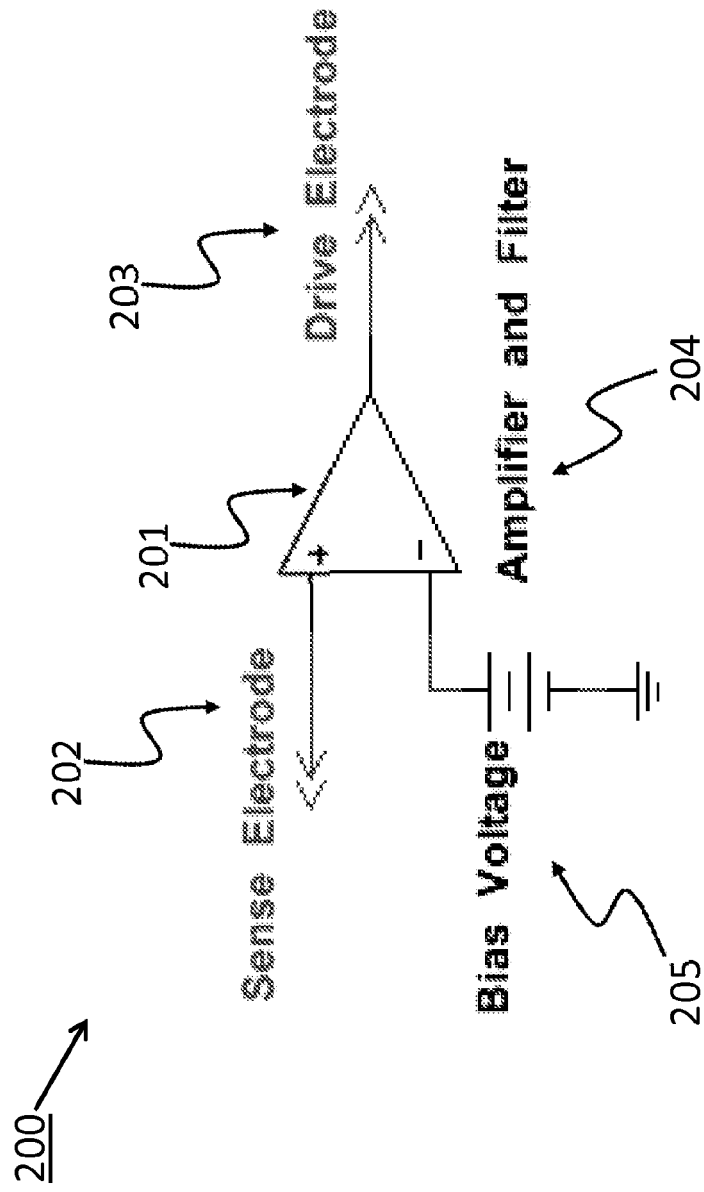 200
202
Sense Electrode
201
203
Drive Electrode
+
−
Bias Voltage
205
Amplifier and Filter
204